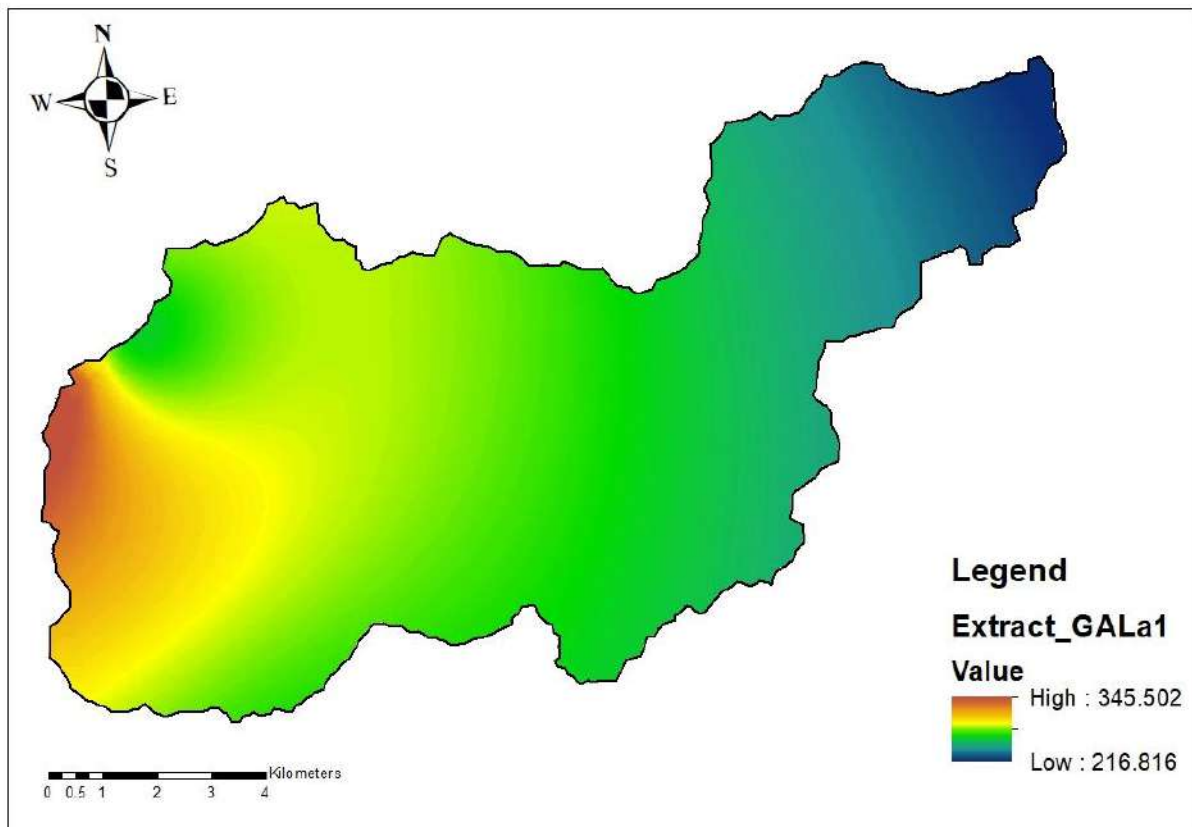 N
W E
S
Legend
Extract_GALa1
Value
High : 345.502
Low : 216.816
Kilometers
0 0.5 1 2 3 4